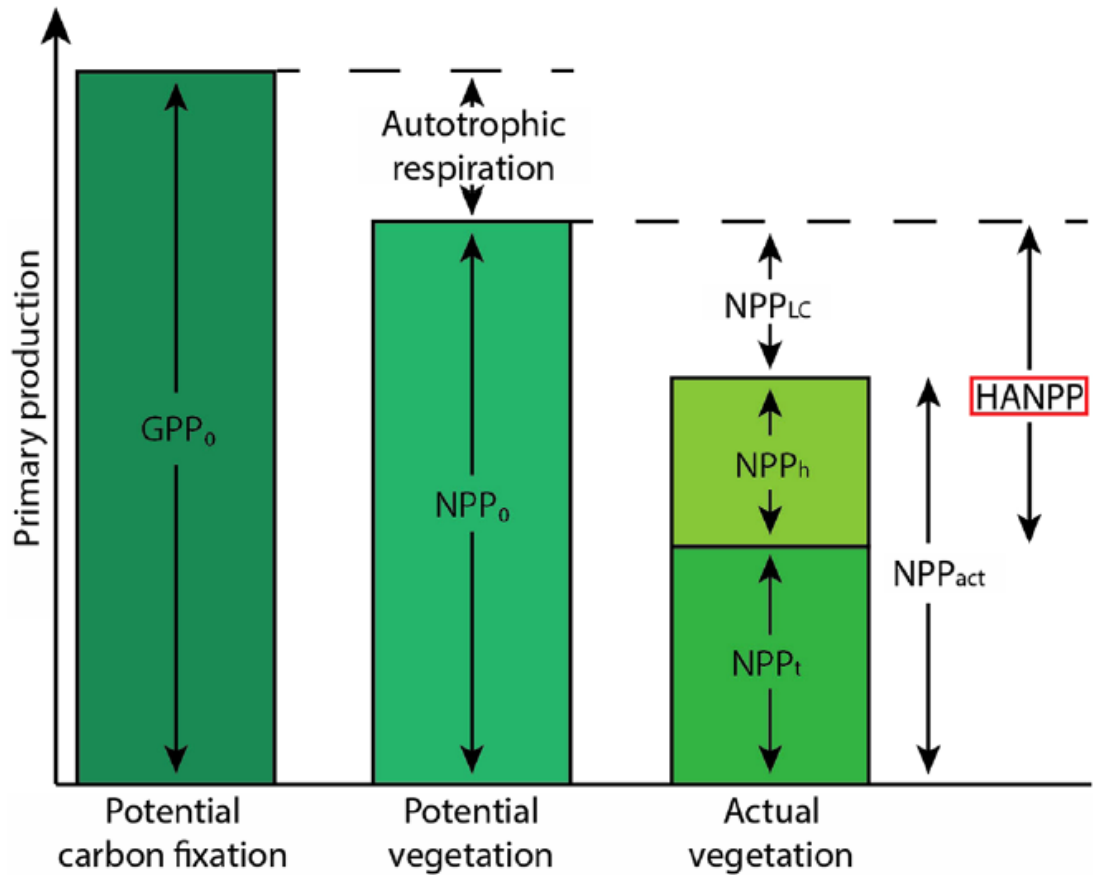 Primary production
Autotrophic
respiration
GPP₀
NPP₀
NPPLC
NPPh
NPPt
NPPact
HANPP
Potential
carbon fixation
Potential
vegetation
Actual
vegetation